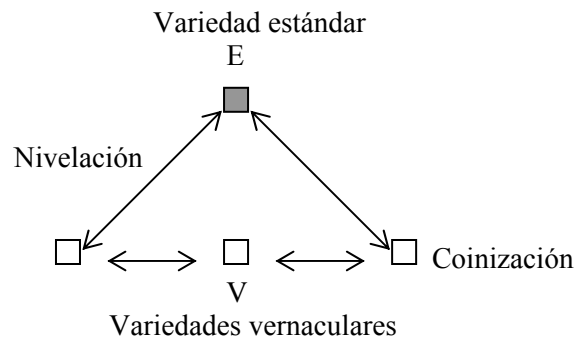 Variedad estándar
E
Nivelación
Coinización
V
Variedades vernaculares